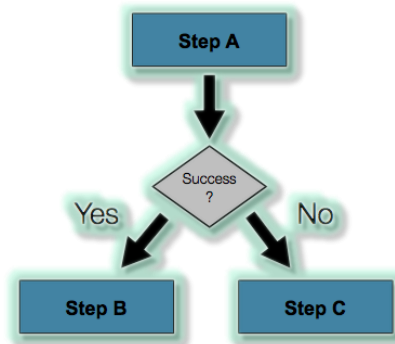 Step A
Success
?
Yes
No
Step B
Step C